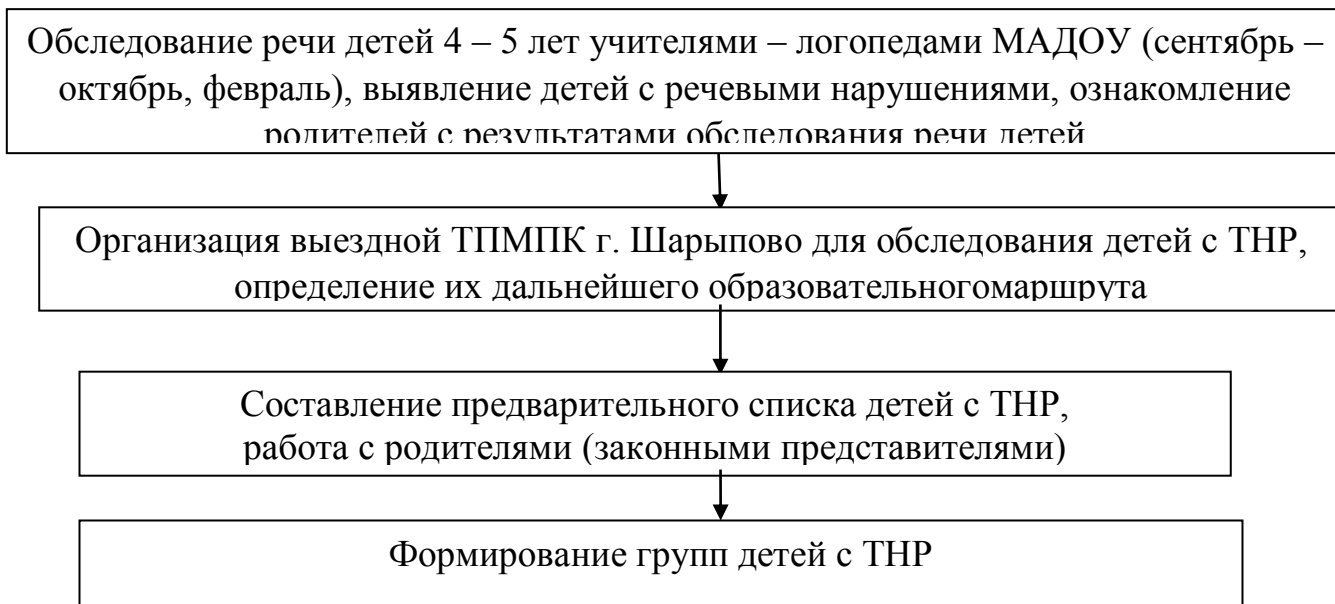 Обследование речи детей 4 – 5 лет учителями – логопедами МАДОУ (сентябрь –
октябрь, февраль), выявление детей с речевыми нарушениями, ознакомление
родителей с результатами обследования речи детей
Организация выездной ТПМПК г. Шарыпово для обследования детей с ТНР,
определение их дальнейшего образовательногомаршрута
Составление предварительного списка детей с ТНР,
работа с родителями (законными представителями)
Формирование групп детей с ТНР